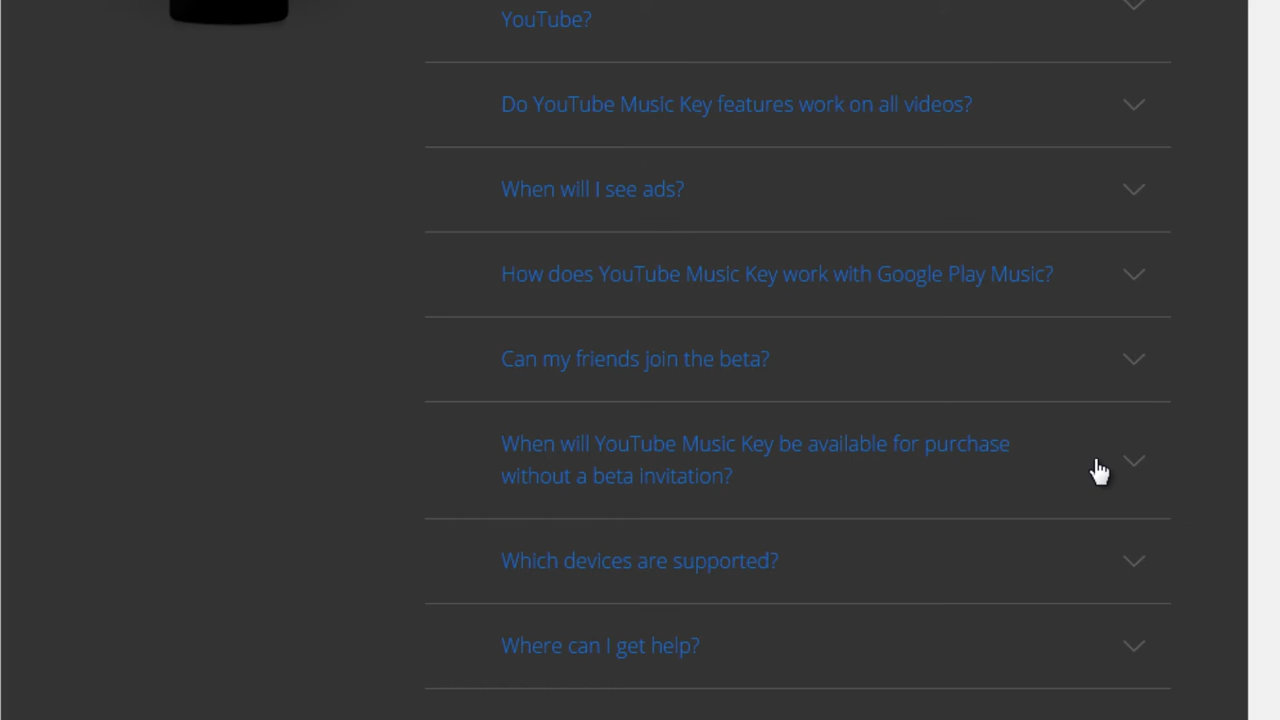 YouTube?
Do YouTube Music Key features work on all videos?
When will I see ads?
How does YouTube Music Key work with Google Play Music?
Can my friends join the beta?
When will YouTube Music Key be available for purchase
without a beta invitation?
Which devices are supported?
Where can I get help?